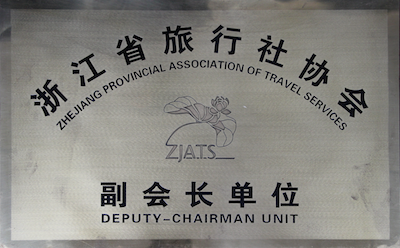 浙江省旅行社协会
ZHEJIANG PROVINCIAL ASSOCIATION OF TRAVEL SERVICES
ZJATS
副会长单位
DEPUTY-CHAIRMAN UNIT